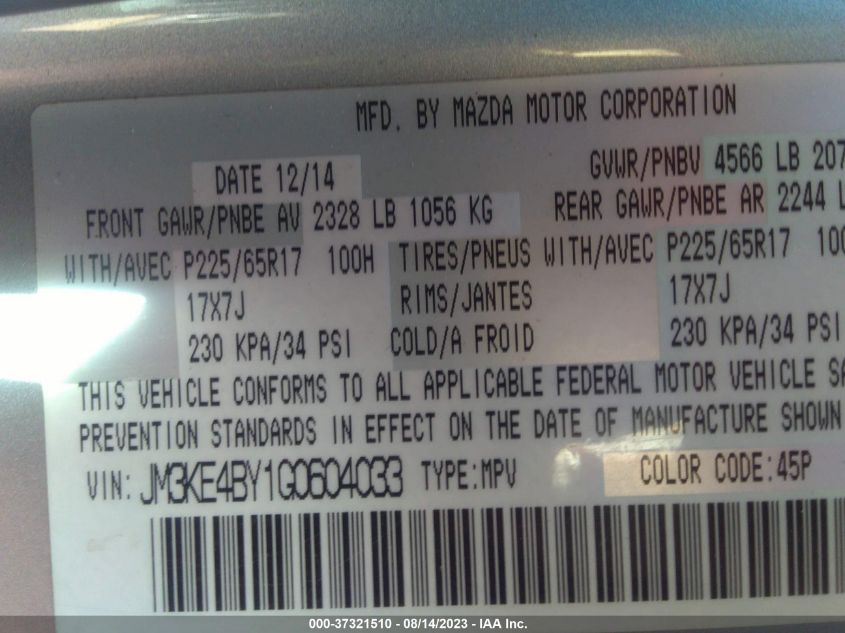 MFD. BY MAZDA MOTOR CORPORATION
DATE 12/14 GVWR/PNBV 4566 LB 207
FRONT GAWR/PNBE AV 2328 LB 1056 KG REAR GAWR/PNBE AR 2244 L
WITH/AVEC P225/65R17 100H TIRES/PNEUS WITH/AVEC P225/65R17 100
17X7J RIMS/JANTES 17X7J
230 KPA/34 PSI COLD/A FROID 230 KPA/34 PSI
THIS VEHICLE CONFORMS TO ALL APPLICABLE FEDERAL MOTOR VEHICLE SA
PREVENTION STANDARDS IN EFFECT ON THE DATE OF MANUFACTURE SHOWN
VIN: JM3KE4BY1G0604033 TYPE:MPV COLOR CODE:45P
000-37321510 - 08/14/2023 - © IAA Inc.